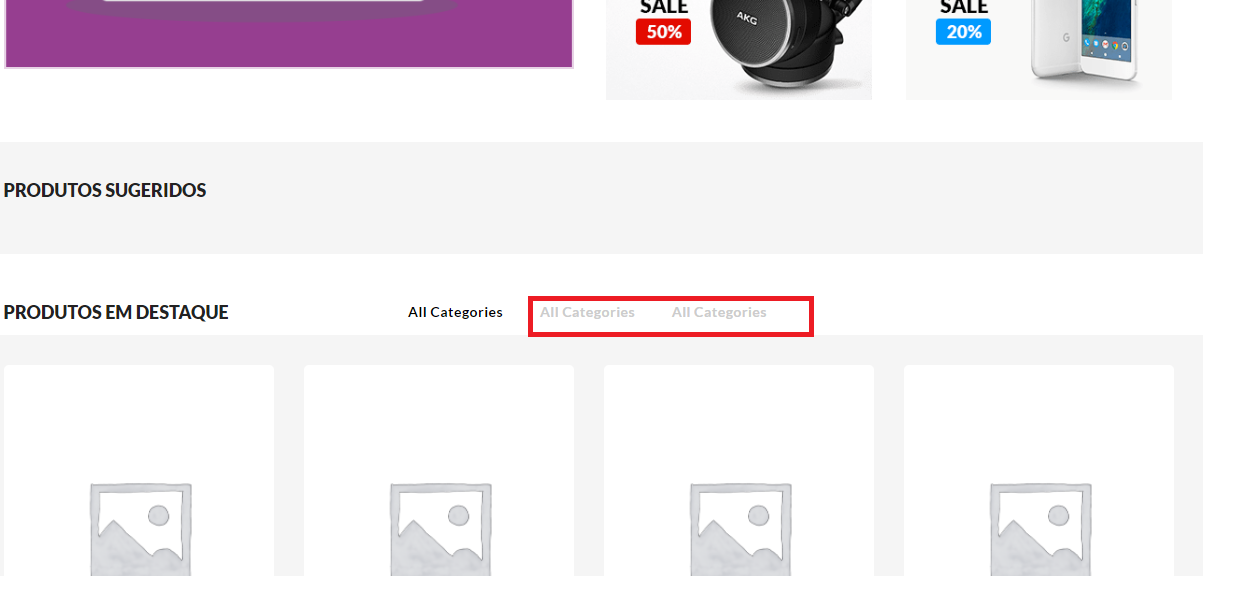 SALE
50%
AKG
SALE
20%
G
PRODUTOS SUGERIDOS
PRODUTOS EM DESTAQUE
All Categories
All Categories
All Categories